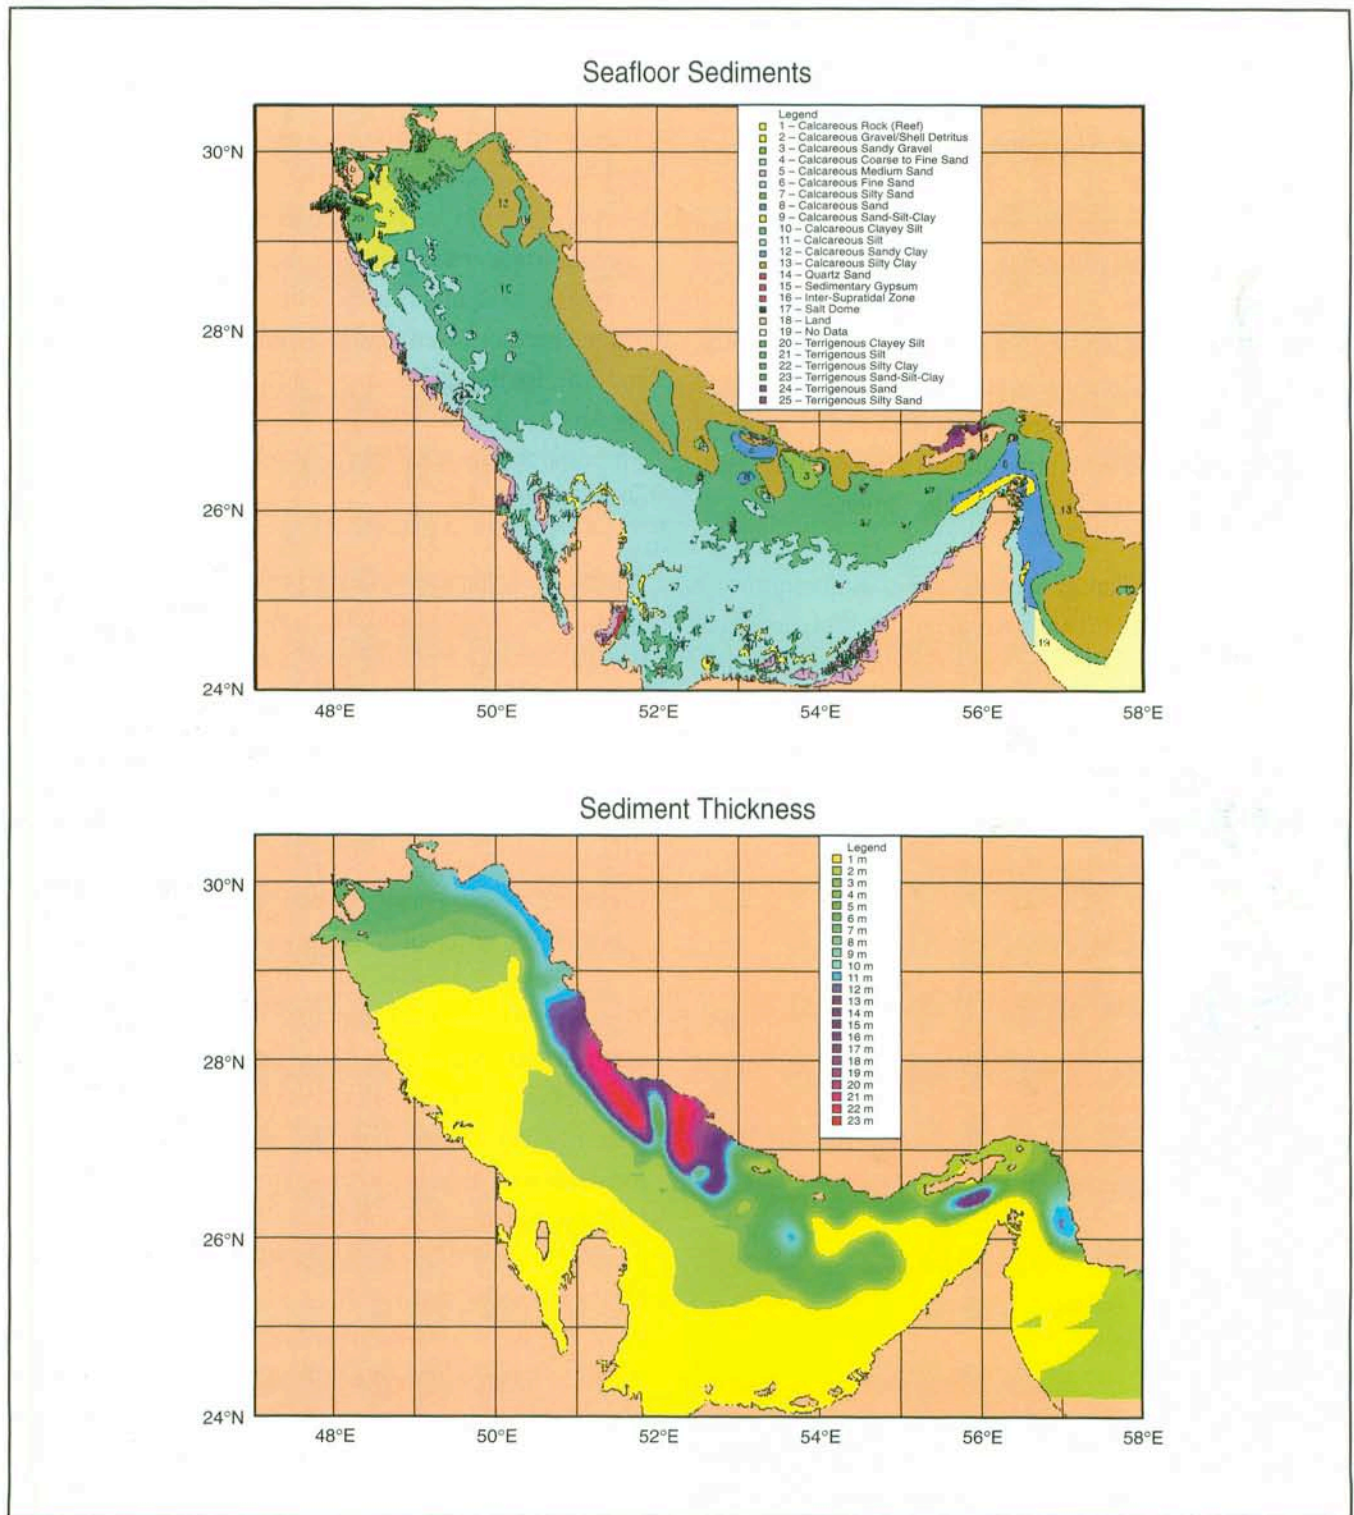 Seafloor Sediments
Legend
1 – Calcareous Rock (Reef)
2 – Calcareous Gravel/Shell Detritus
3 – Calcareous Sandy Gravel
4 – Calcareous Coarse to Fine Sand
5 – Calcareous Medium Sand
6 – Calcareous Fine Sand
7 – Calcareous Silty Sand
8 – Calcareous Sand
9 – Calcareous Sand-Silt-Clay
10 – Calcareous Clayey Silt
11 – Calcareous Silt
12 – Calcareous Sandy Clay
13 – Calcareous Silty Clay
14 – Quartz Sand
15 – Sedimentary Gypsum
16 – Inter-Supratidal Zone
17 – Salt Dome
18 – Land
19 – No Data
20 – Terrigenous Clayey Silt
21 – Terrigenous Silt
22 – Terrigenous Silty Clay
23 – Terrigenous Sand-Silt-Clay
24 – Terrigenous Sand
25 – Terrigenous Silty Sand
30°N
28°N
26°N
24°N
20
13
3
13
19
48°E 50°E 52°E 54°E 56°E 58°E
Sediment Thickness
Legend
1 m
2 m
3 m
4 m
5 m
6 m
7 m
8 m
9 m
10 m
11 m
12 m
13 m
14 m
15 m
16 m
17 m
18 m
19 m
20 m
21 m
22 m
23 m
30°N
28°N
26°N
24°N
48°E 50°E 52°E 54°E 56°E 58°E